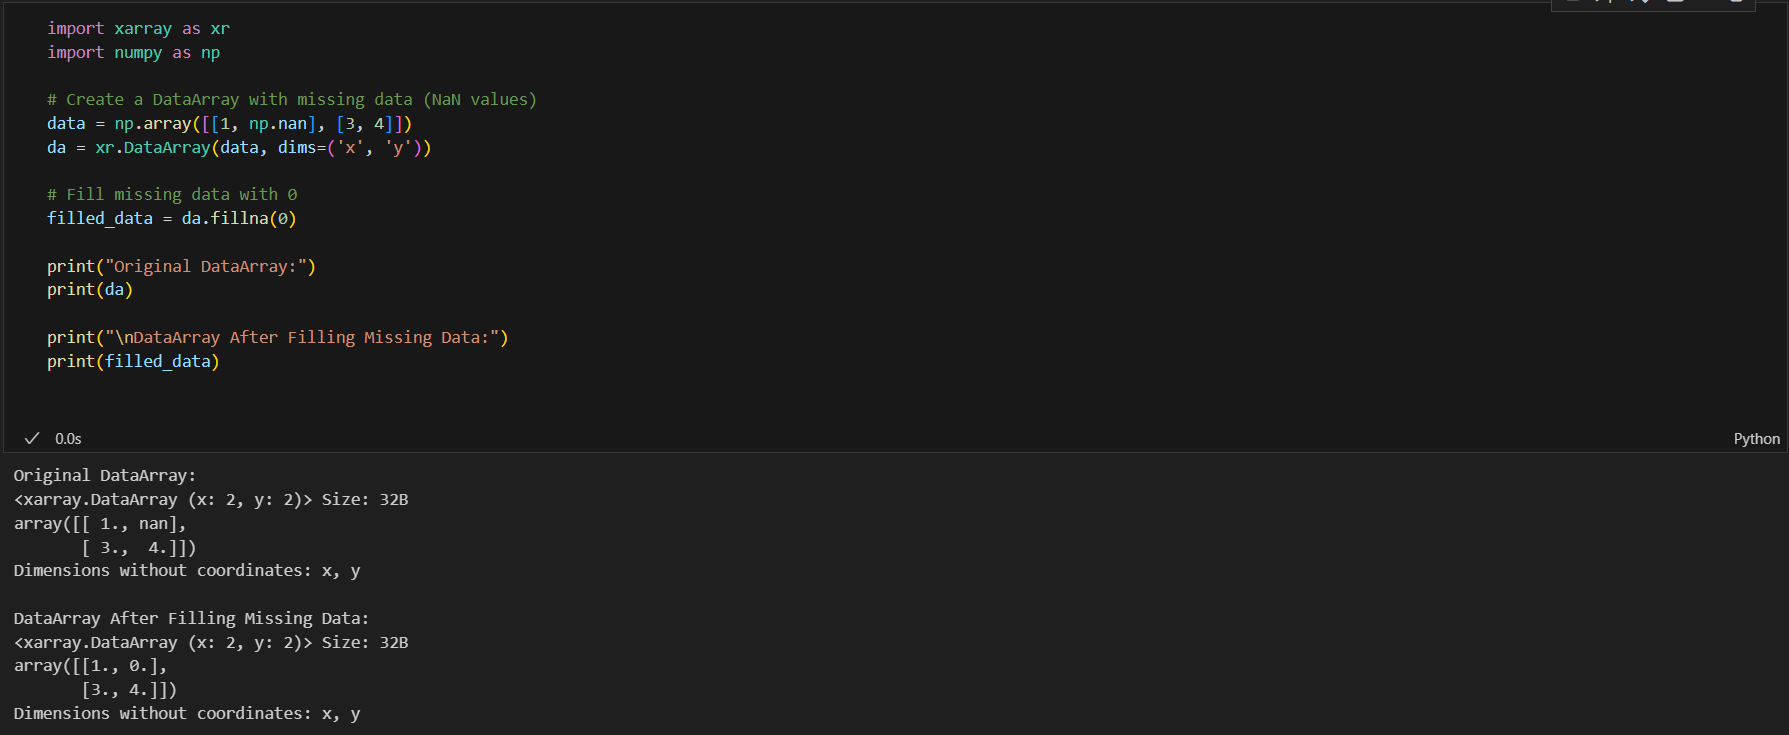 import xarray as xr
import numpy as np
# Create a DataArray with missing data (NaN values)
data = np.array([[1, np.nan], [3, 4]])
da = xr.DataArray(data, dims=('x', 'y'))
# Fill missing data with 0
filled_data = da.fillna(0)
print("Original DataArray:")
print(da)
print("\nDataArray After Filling Missing Data:")
print(filled_data)
0.0s
Python
Original DataArray:
<xarray.DataArray (x: 2, y: 2)> Size: 32B
array([[ 1., nan],
       [ 3.,  4.]])
Dimensions without coordinates: x, y
DataArray After Filling Missing Data:
<xarray.DataArray (x: 2, y: 2)> Size: 32B
array([[1., 0.],
       [3., 4.]])
Dimensions without coordinates: x, y